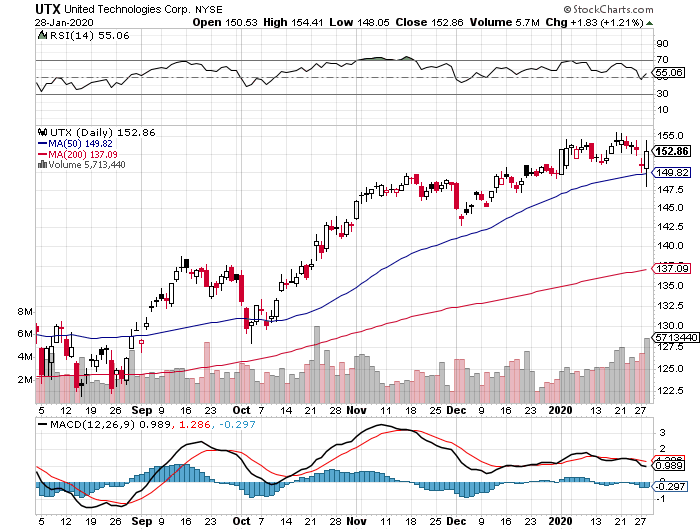 UTX United Technologies Corp. NYSE © StockCharts.com
28-Jan-2020 Open 150.53 High 154.41 Low 148.05 Close 152.86 Volume 5.7M Chg +1.83 (+1.21%)
RSI(14) 55.06
90
70
55.06
50
30
10
UTX (Daily) 152.86
MA(50) 149.82
MA(200) 137.09
Volume 5,713,440
155.0
152.86
149.82
147.5
145.0
142.5
140.0
137.09
135.0
132.5
8M 130.0
6M 5713440
127.5
4M 125.0
2M
122.5
5 12 19 26 Sep 9 16 23 Oct 7 14 21 28 Nov 11 18 25 Dec 9 16 23 2020 13 21 27
MACD(12,26,9) 0.989, 1.286, -0.297
3
2
0.989
0
-0.297
-1
5 12 19 26 Sep 9 16 23 Oct 7 14 21 28 Nov 11 18 25 Dec 9 16 23 2020 13 21 27